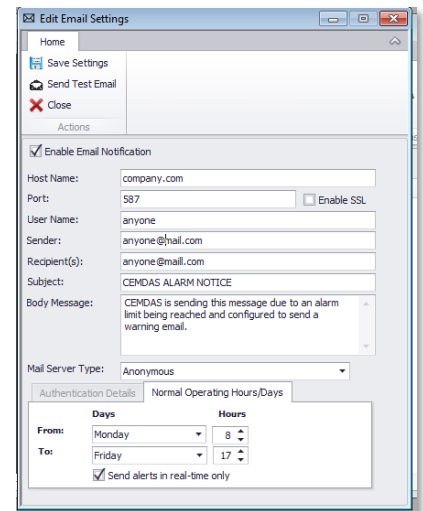 Edit Email Settings
Home
Save Settings
Send Test Email
Close
Actions
Enable Email Notification
Host Name: company.com
Port: 587 Enable SSL
User Name: anyone
Sender: anyone@mail.com
Recipient(s): anyone@maill.com
Subject: CEMDAS ALARM NOTICE
Body Message: CEMDAS is sending this message due to an alarm
limit being reached and configured to send a
warning email.
Mail Server Type: Anonymous
Authentication Details Normal Operating Hours/Days
Days Hours
From: Monday 8
To: Friday 17
Send alerts in real-time only